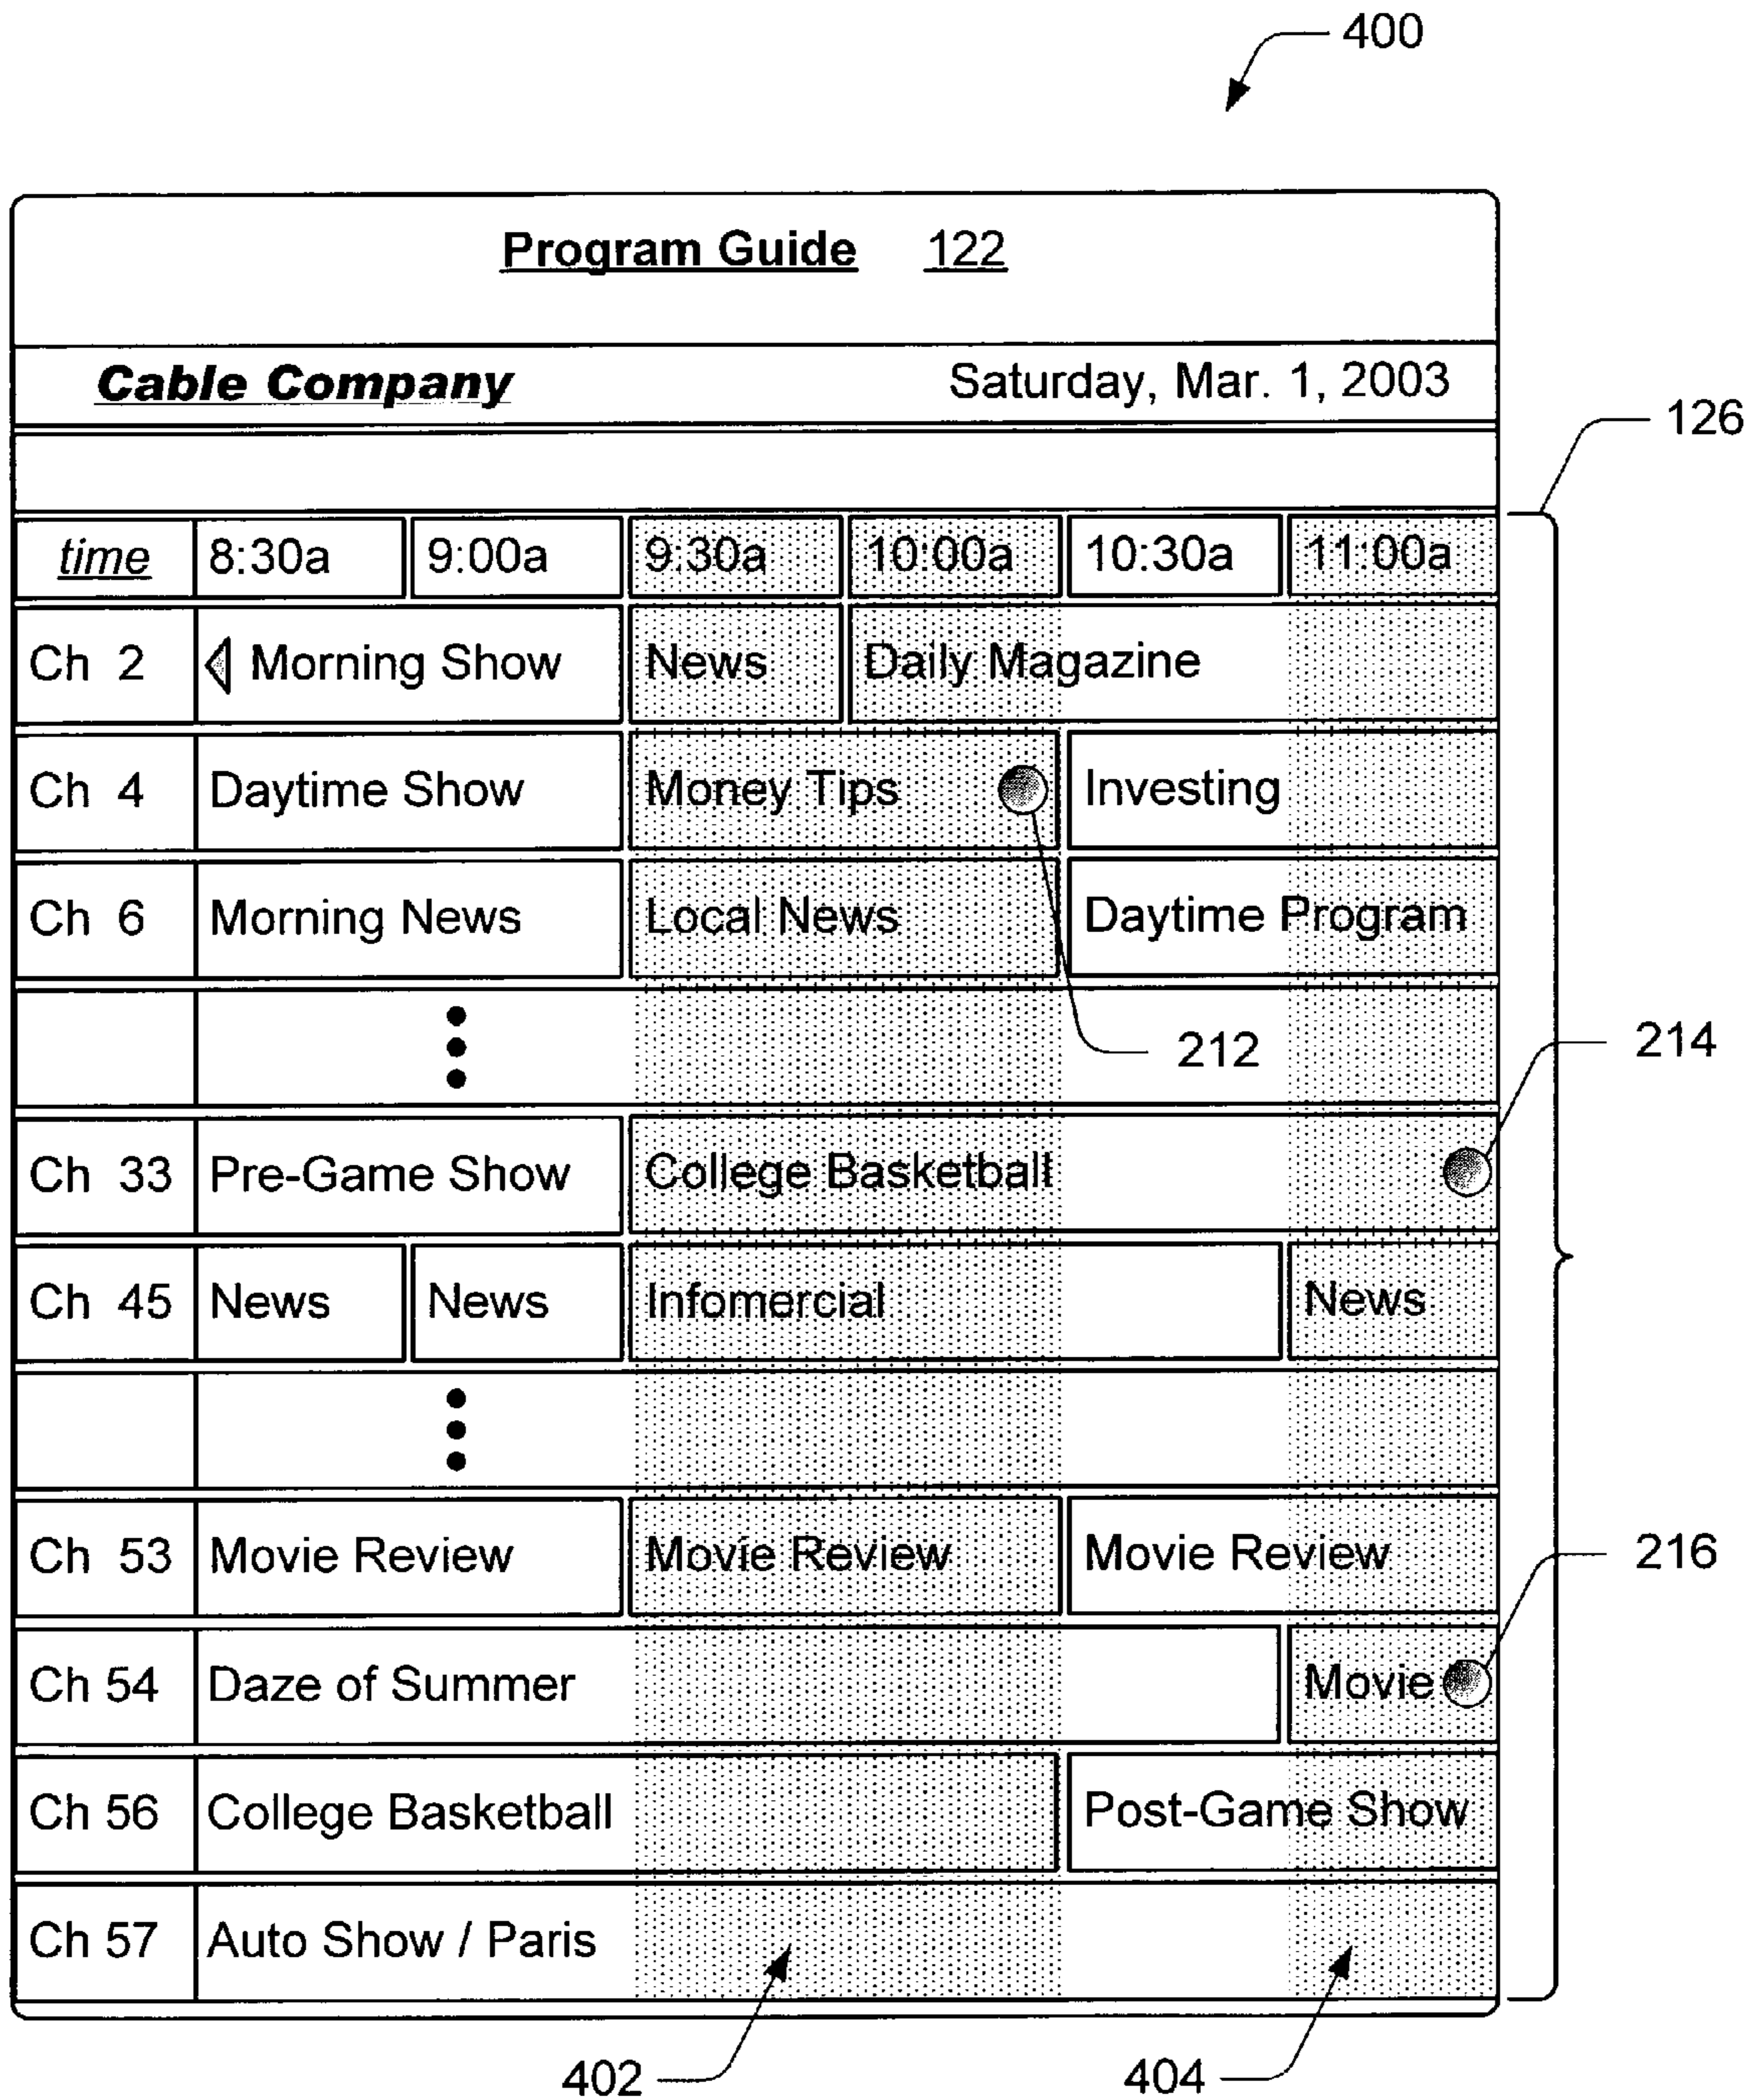 400
Program Guide 122
Cable Company Saturday, Mar. 1, 2003
126
time 8:30a 9:00a 9:30a 10:00a 10:30a 11:00a
Ch 2 Morning Show News Daily Magazine
Ch 4 Daytime Show Money Tips Investing
Ch 6 Morning News Local News Daytime Program
212
214
Ch 33 Pre-Game Show College Basketball
Ch 45 News News Infomercial News
Ch 53 Movie Review Movie Review Movie Review
216
Ch 54 Daze of Summer Movie
Ch 56 College Basketball Post-Game Show
Ch 57 Auto Show / Paris
402 404